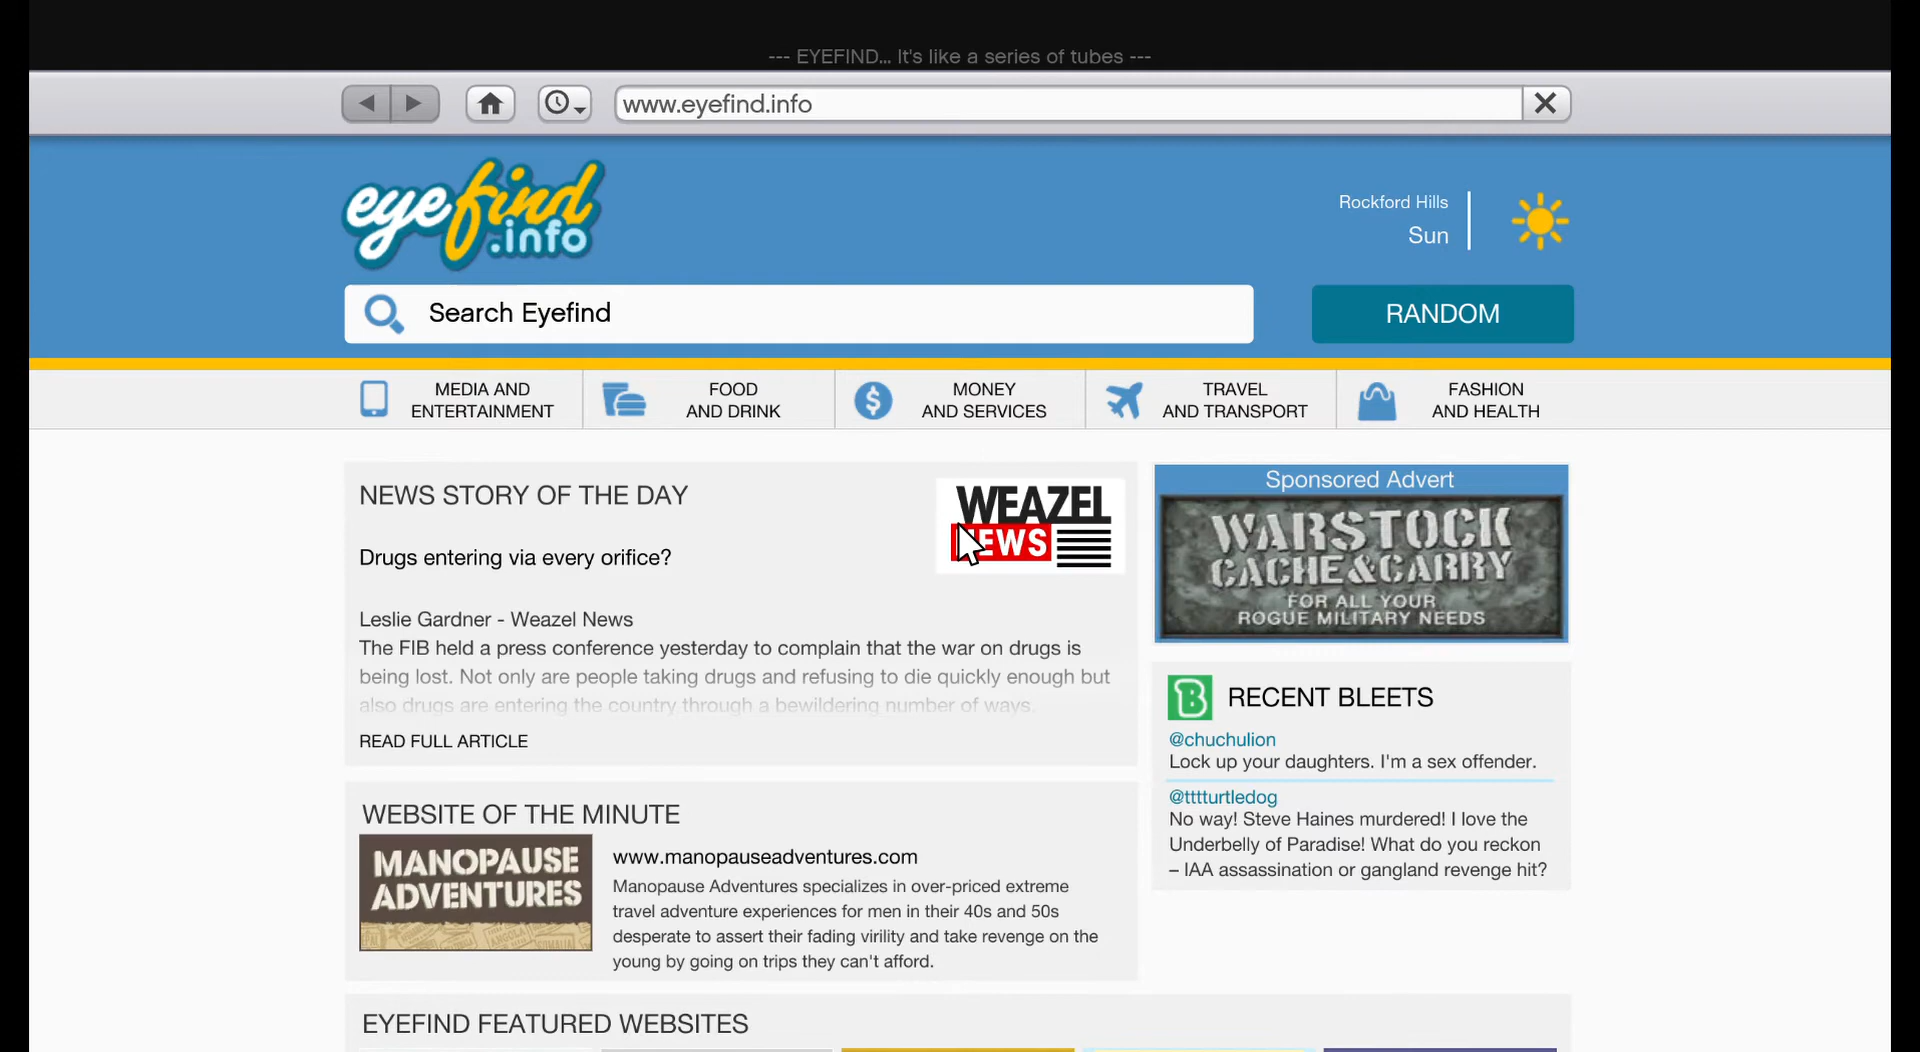 --- EYEFIND... It's like a series of tubes ---
www.eyefind.info
eyefind
.info
Rockford Hills
Sun
Search Eyefind
RANDOM
MEDIA AND
ENTERTAINMENT
FOOD
AND DRINK
MONEY
AND SERVICES
TRAVEL
AND TRANSPORT
FASHION
AND HEALTH
NEWS STORY OF THE DAY
WEAZEL
NEWS
Drugs entering via every orifice?
Leslie Gardner - Weazel News
The FIB held a press conference yesterday to complain that the war on drugs is
being lost. Not only are people taking drugs and refusing to die quickly enough but
also drugs are entering the country through a bewildering number of ways.
READ FULL ARTICLE
Sponsored Advert
WARSTOCK
CACHE&CARRY
FOR ALL YOUR
ROGUE MILITARY NEEDS
B RECENT BLEETS
@chuchulion
Lock up your daughters. I'm a sex offender.
@tttturtledog
No way! Steve Haines murdered! I love the
Underbelly of Paradise! What do you reckon
– IAA assassination or gangland revenge hit?
WEBSITE OF THE MINUTE
MANOPAUSE
ADVENTURES
www.manopauseadventures.com
Manopause Adventures specializes in over-priced extreme
travel adventure experiences for men in their 40s and 50s
desperate to assert their fading virility and take revenge on the
young by going on trips they can't afford.
EYEFIND FEATURED WEBSITES